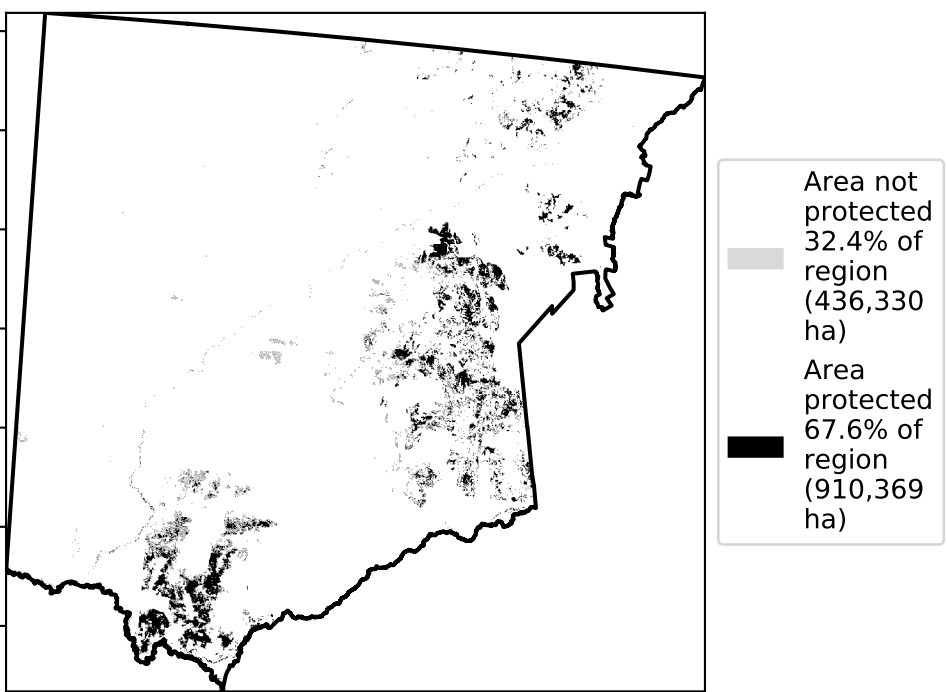 Area not
protected
32.4% of
region
(436,330
ha)
Area
protected
67.6% of
region
(910,369
ha)